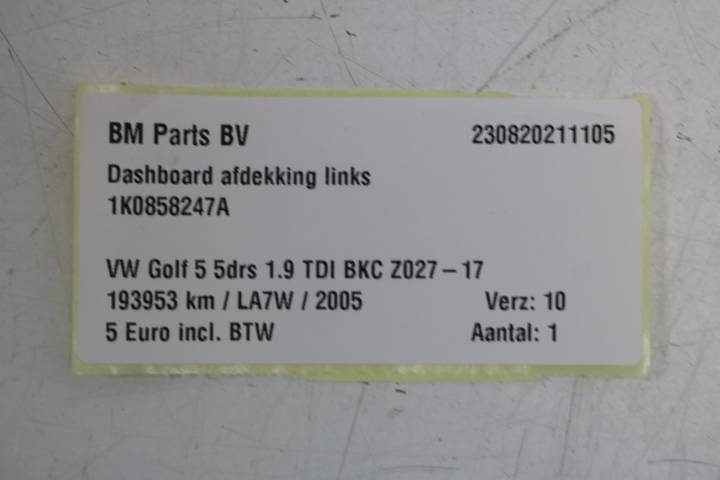 BM Parts BV 230820211105
Dashboard afdekking links
1K0858247A
VW Golf 5 5drs 1.9 TDI BKC Z027-17
193953 km / LA7W / 2005 Verz: 10
5 Euro incl. BTW Aantal: 1